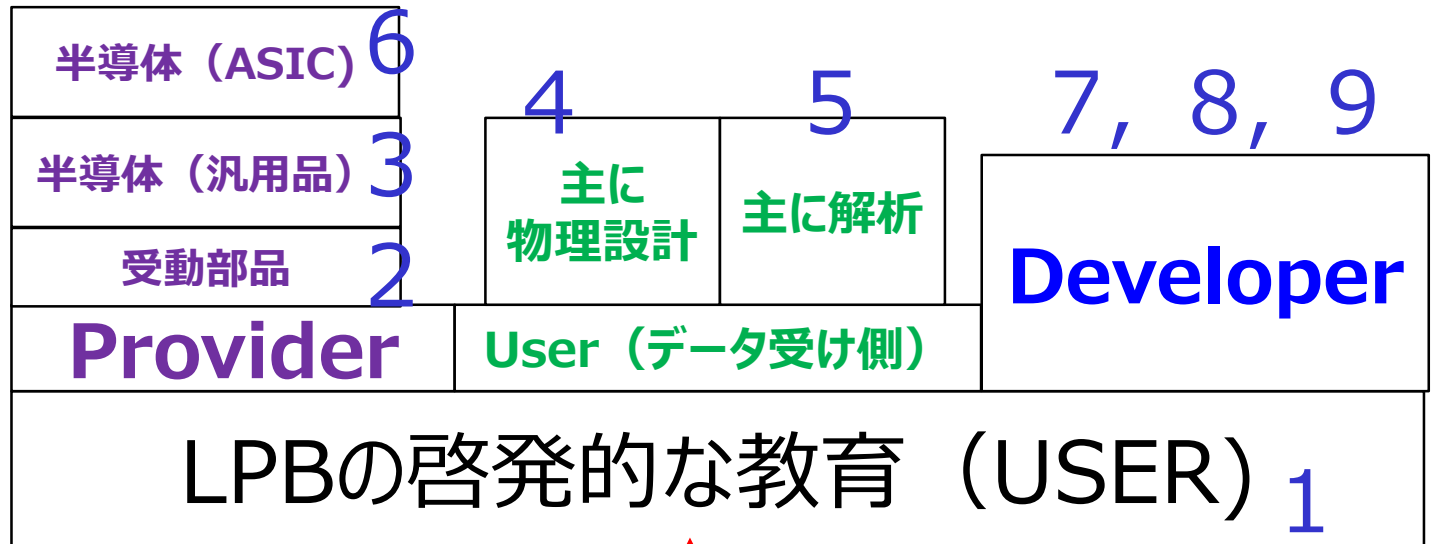 半導体（ASIC) 6
4 5 7, 8, 9
半導体（汎用品）3
主に
物理設計
主に解析
受動部品 2
Developer
Provider
User（データ受け側）
LPBの啓発的な教育（USER) 1